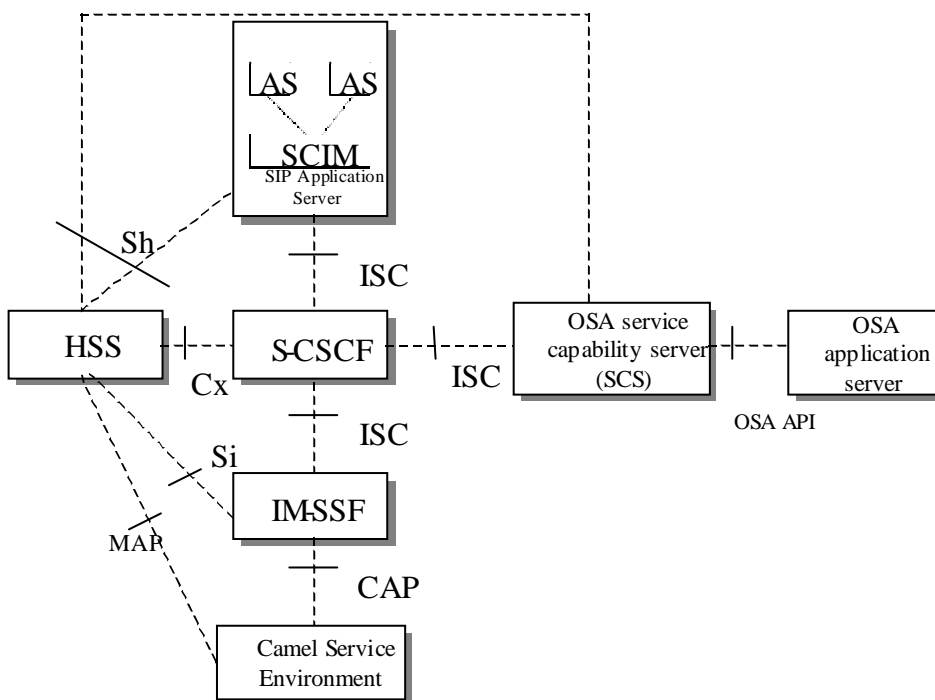 AS AS
SCIM
SIP Application
Server
Sh
ISC
HSS
S-CSCF
OSA service
capability server
(SCS)
OSA
application
server
Cx
ISC
ISC
OSA API
Si
IM-SSF
MAP
CAP
Camel Service
Environment